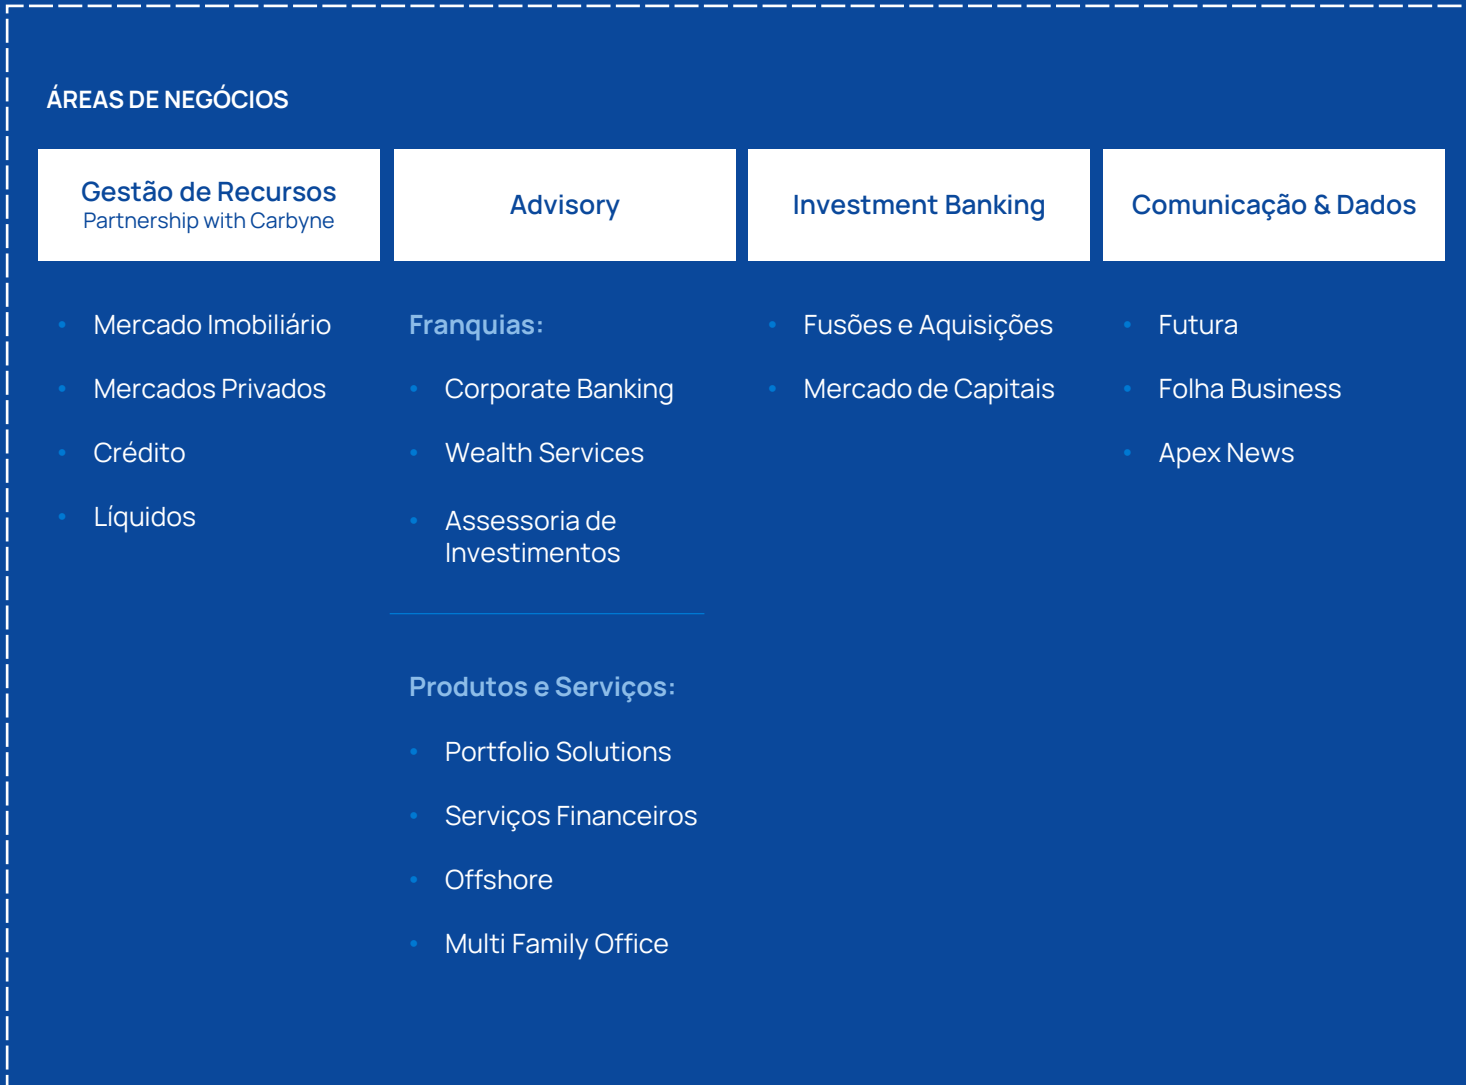 ÁREAS DE NEGÓCIOS
Gestão de Recursos
Partnership with Carbyne
• Mercado Imobiliário
• Mercados Privados
• Crédito
• Líquidos
Advisory
Franquias:
• Corporate Banking
• Wealth Services
• Assessoria de
Investimentos
Produtos e Serviços:
• Portfolio Solutions
• Serviços Financeiros
• Offshore
• Multi Family Office
Investment Banking
• Fusões e Aquisições
• Mercado de Capitais
Comunicação & Dados
• Futura
• Folha Business
• Apex News